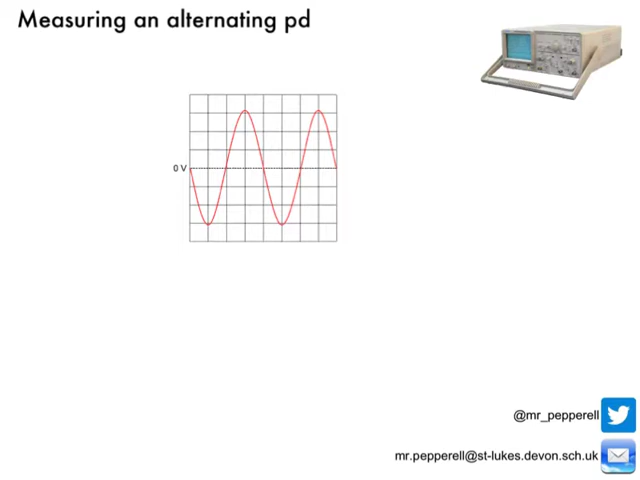 Measuring an alternating pd
0 V
@mr_pepperell
mr.pepperell@st-lukes.devon.sch.uk